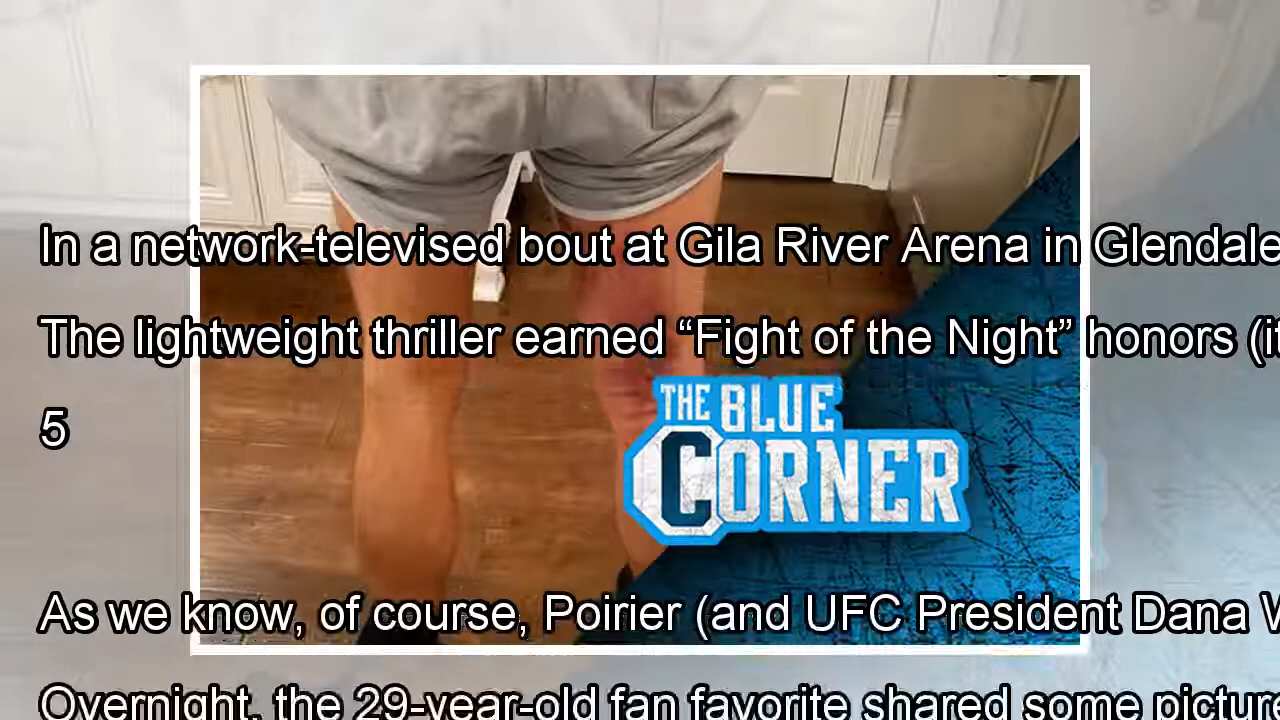 In a network-televised bout at Gila River Arena in Glendale
The lightweight thriller earned “Fight of the Night” honors (it
THE BLUE
CORNER
5
As we know, of course, Poirier (and UFC President Dana W
Overnight, the 29-year-old fan favorite shared some picture